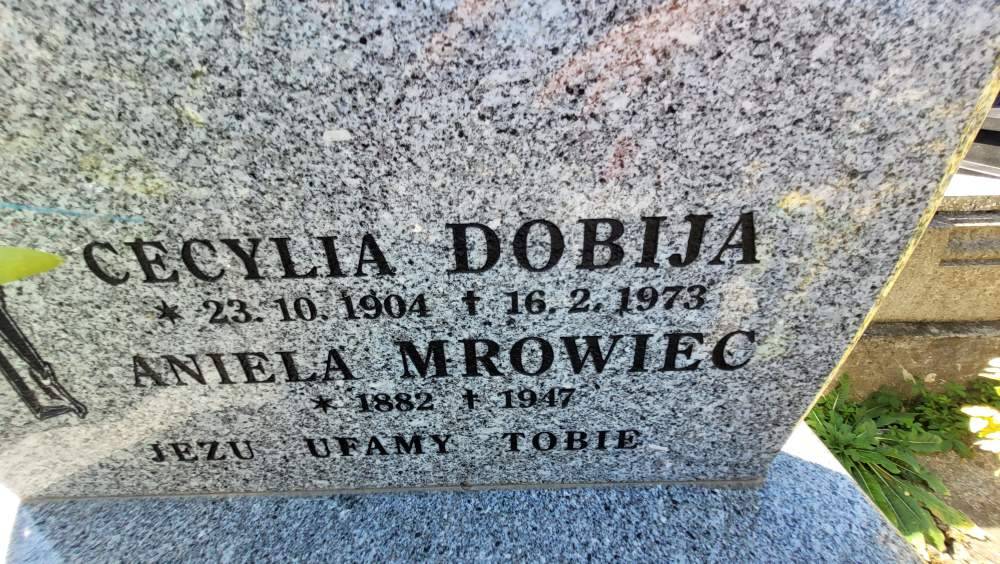 CECYLIA DOBIJA
* 23. 10. 1904 † 16. 2. 1973
ANIELA MROWIEC
* 1882 † 1947
JEZU UFAMY TOBIE